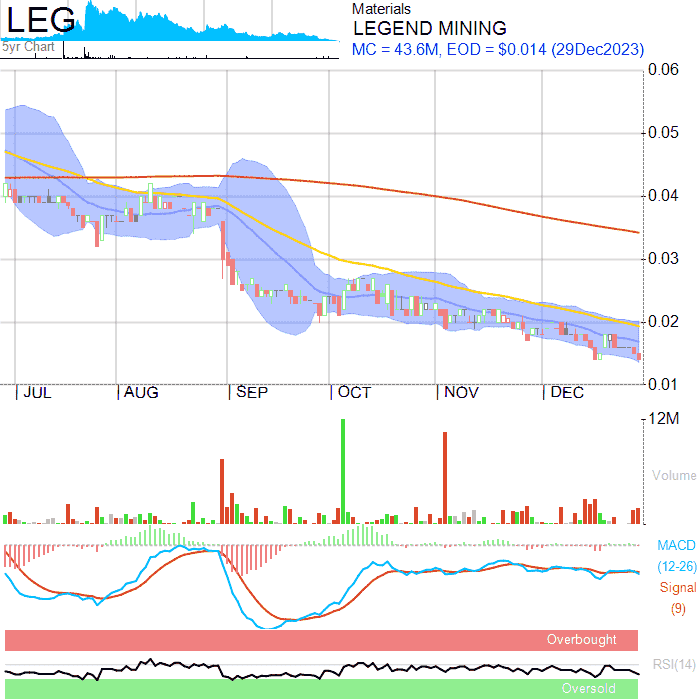 LEG
5yr Chart
Materials
LEGEND MINING
MC = 43.6M, EOD = $0.014 (29Dec2023)
0.06
0.05
0.04
0.03
0.02
0.01
JUL AUG SEP OCT NOV DEC
12M
Volume
MACD
(12-26)
Signal
(9)
Overbought
RSI(14)
Oversold